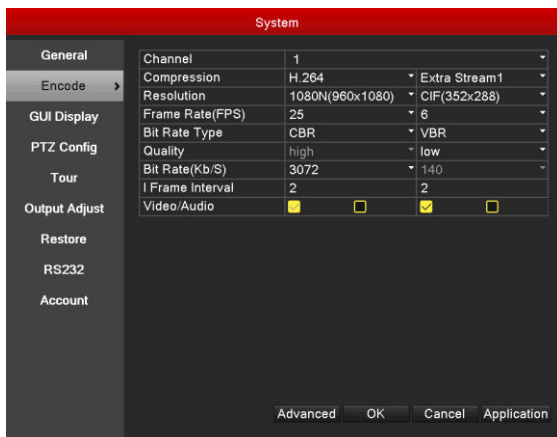 System
General
Encode
GUI Display
PTZ Config
Tour
Output Adjust
Restore
RS232
Account
Channel 1
Compression H.264 Extra Stream1
Resolution 1080N(960x1080) CIF(352x288)
Frame Rate(FPS) 25 6
Bit Rate Type CBR VBR
Quality high low
Bit Rate(Kb/S) 3072 140
I Frame Interval 2 2
Video/Audio
Advanced OK Cancel Application